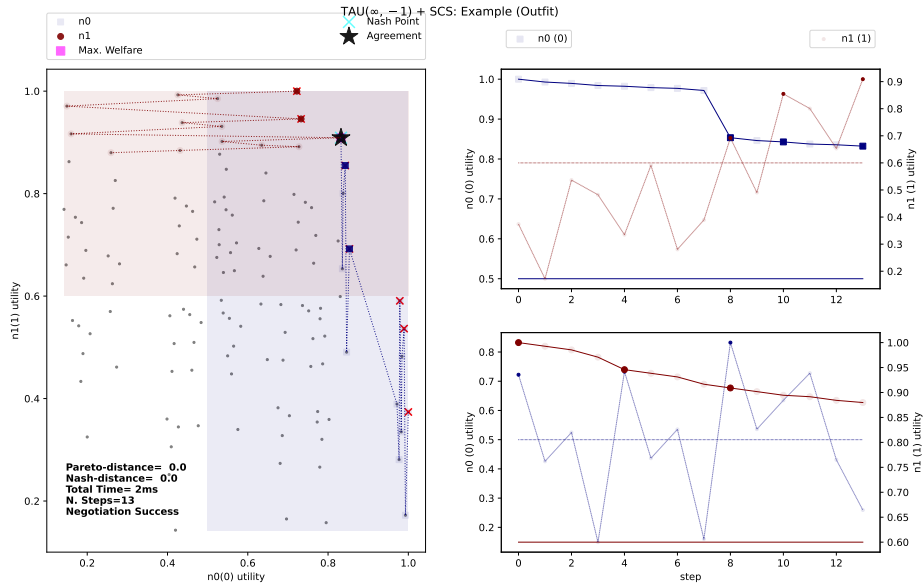 TAU(∞, −1) + SCS: Example (Outfit)
n0
n1
Max. Welfare
Nash Point
Agreement
n0 (0)
n1 (1)
1.0
0.8
0.6
0.4
0.2
n1(1) utility
0.2
0.4
0.6
0.8
1.0
n0(0) utility
Pareto-distance= 0.0
Nash-distance= 0.0
Total Time= 2ms
N. Steps=13
Negotiation Success
1.0
0.9
0.8
0.7
0.6
0.5
n0 (0) utility
0.9
0.8
0.7
0.6
0.5
0.4
0.3
0.2
n1 (1) utility
0
2
4
6
8
10
12
0.8
0.7
0.6
0.5
0.4
0.3
0.2
n0 (0) utility
1.00
0.95
0.90
0.85
0.80
0.75
0.70
0.65
0.60
n1 (1) utility
0
2
4
6
8
10
12
step